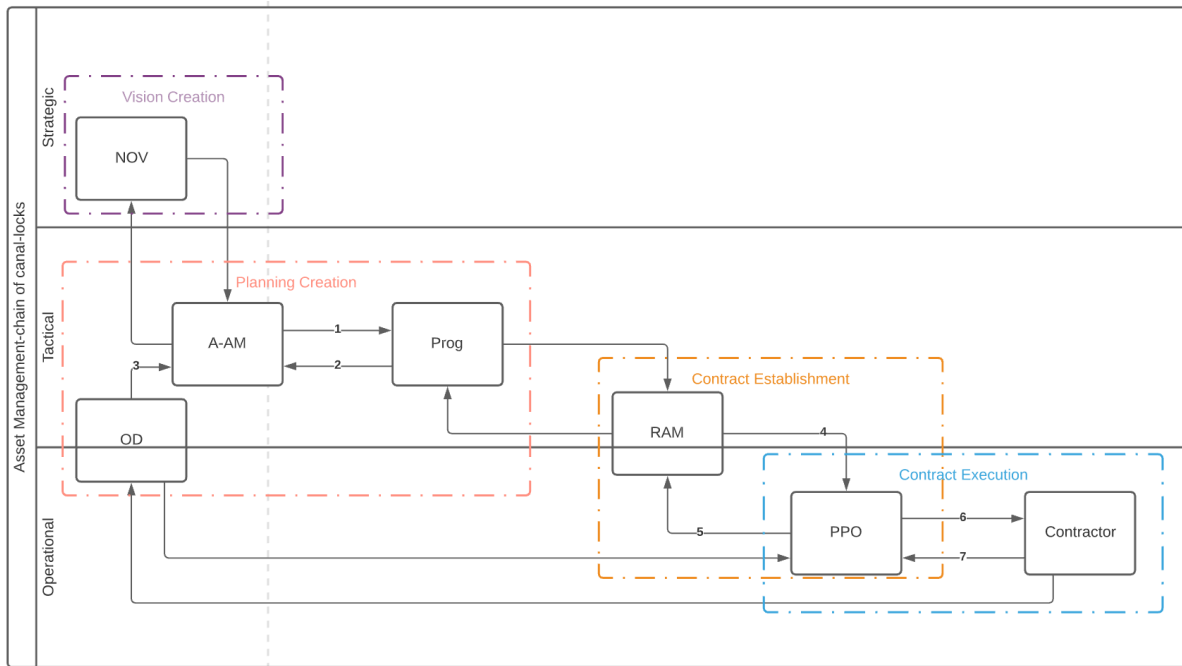 Asset Management-chain of canal-locks
Strategic
Vision Creation
NOV
Tactical
Planning Creation
A-AM
1
Prog
2
3
OD
Contract Establishment
RAM
4
Operational
Contract Execution
5
PPO
6
Contractor
7